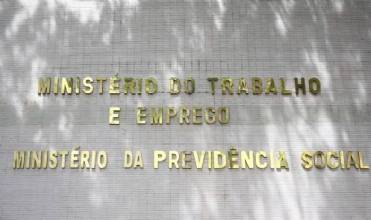 MINISTÉRIO DO TRABALHO
E EMPREGO
MINISTÉRIO DA PREVIDÊNCIA SOCIAL